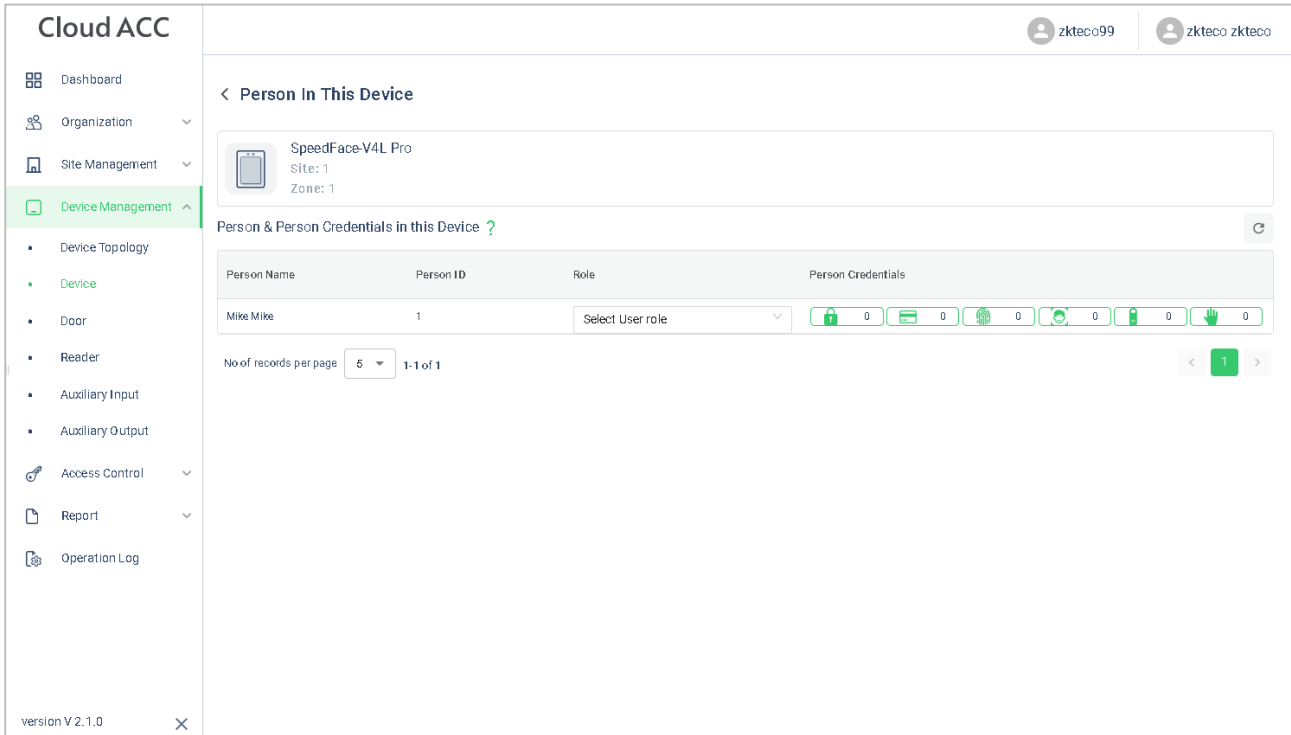 Cloud ACC
zkteco99
zkteco zkteco
Dashboard
Organization
Site Management
Device Management
Device Topology
Device
Door
Reader
Auxiliary Input
Auxiliary Output
Access Control
Report
Operation Log
version V 2.1.0
< Person In This Device
SpeedFace-V4L Pro
Site: 1
Zone: 1
Person & Person Credentials in this Device ?
Person Name Person ID Role Person Credentials
Mike Mike 1 Select User role 0 0 0 0 0 0
No of records per page 5 1-1 of 1 < 1 >